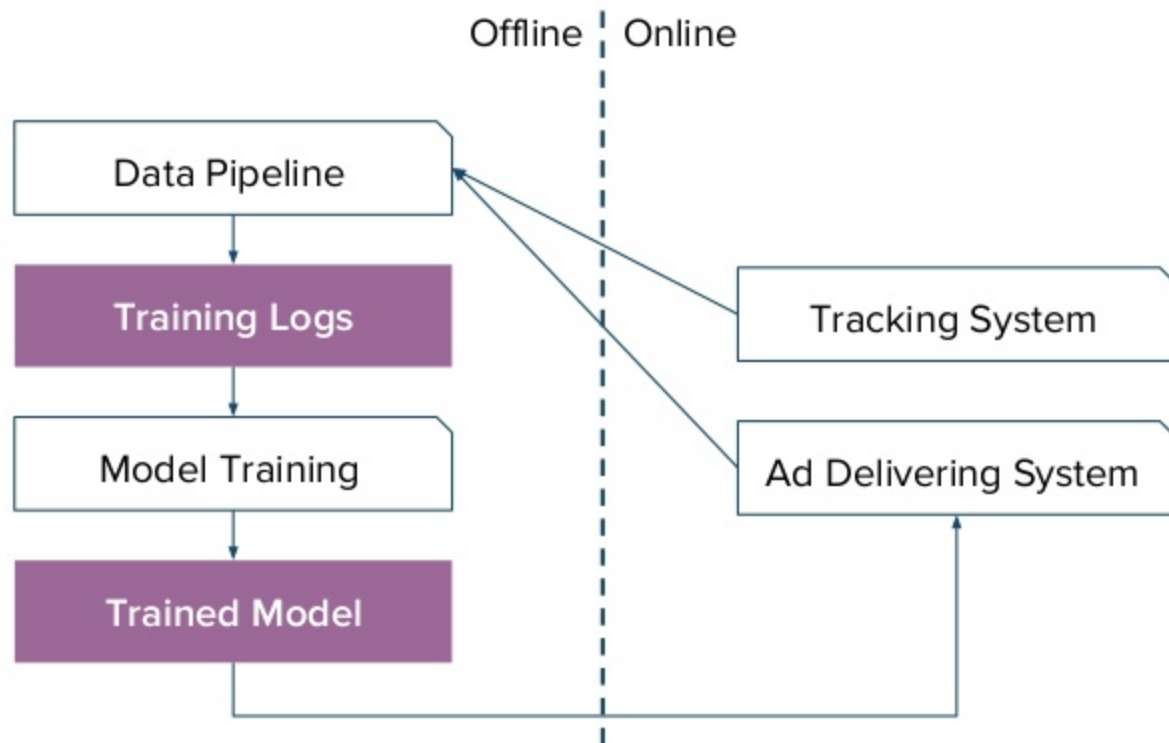 Offline
Online
Data Pipeline
Training Logs
Model Training
Trained Model
Tracking System
Ad Delivering System